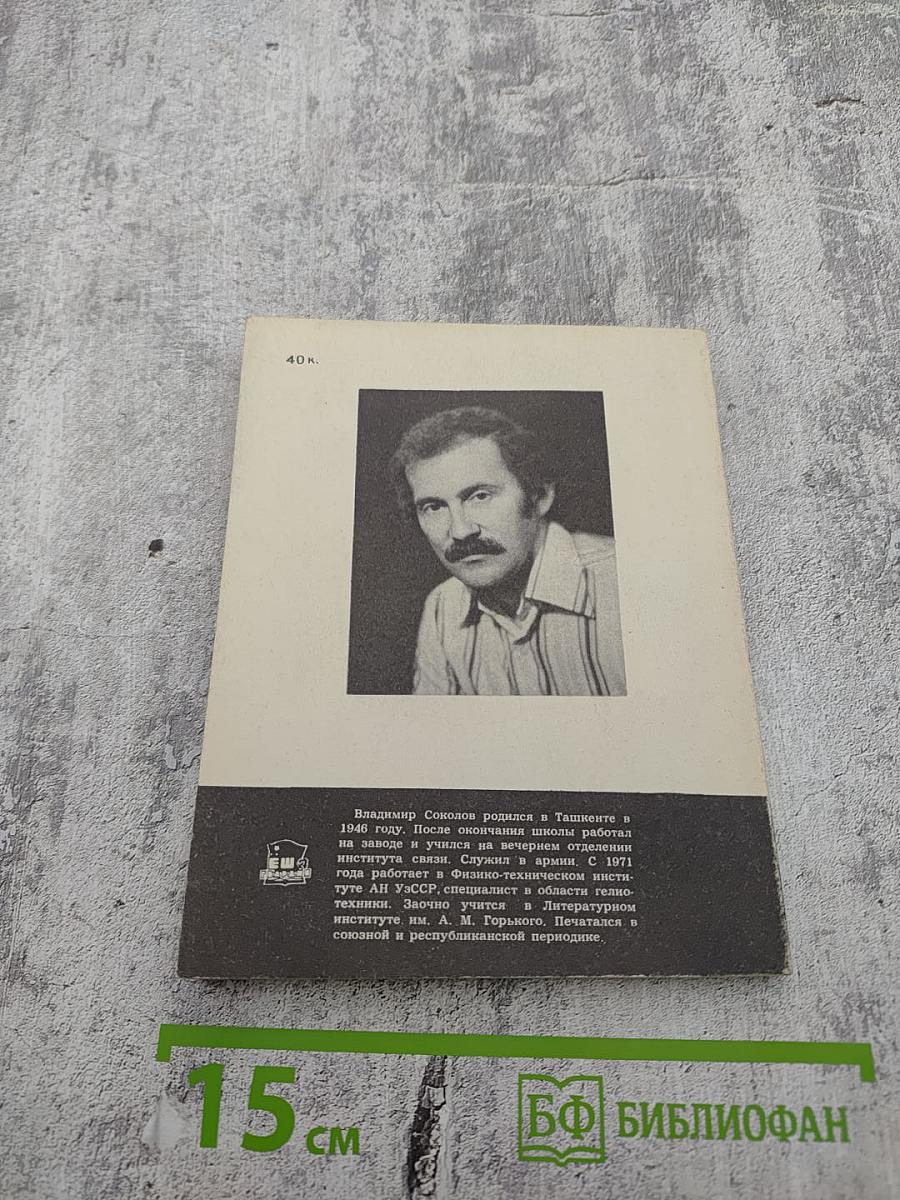 40 к.
Владимир Соколов родился в Ташкенте в
1946 году. После окончания школы работал
на заводе и учился на вечернем отделении
института связи. Служил в армии. С 1971
года работает в Физико-техническом инсти-
туте АН УзССР, специалист в области гелио-
техники. Заочно учится в Литературном
институте им. А. М. Горького. Печатался в
союзной и республиканской периодике.
ЕШ
15 см
БФ БИБЛИОФАН